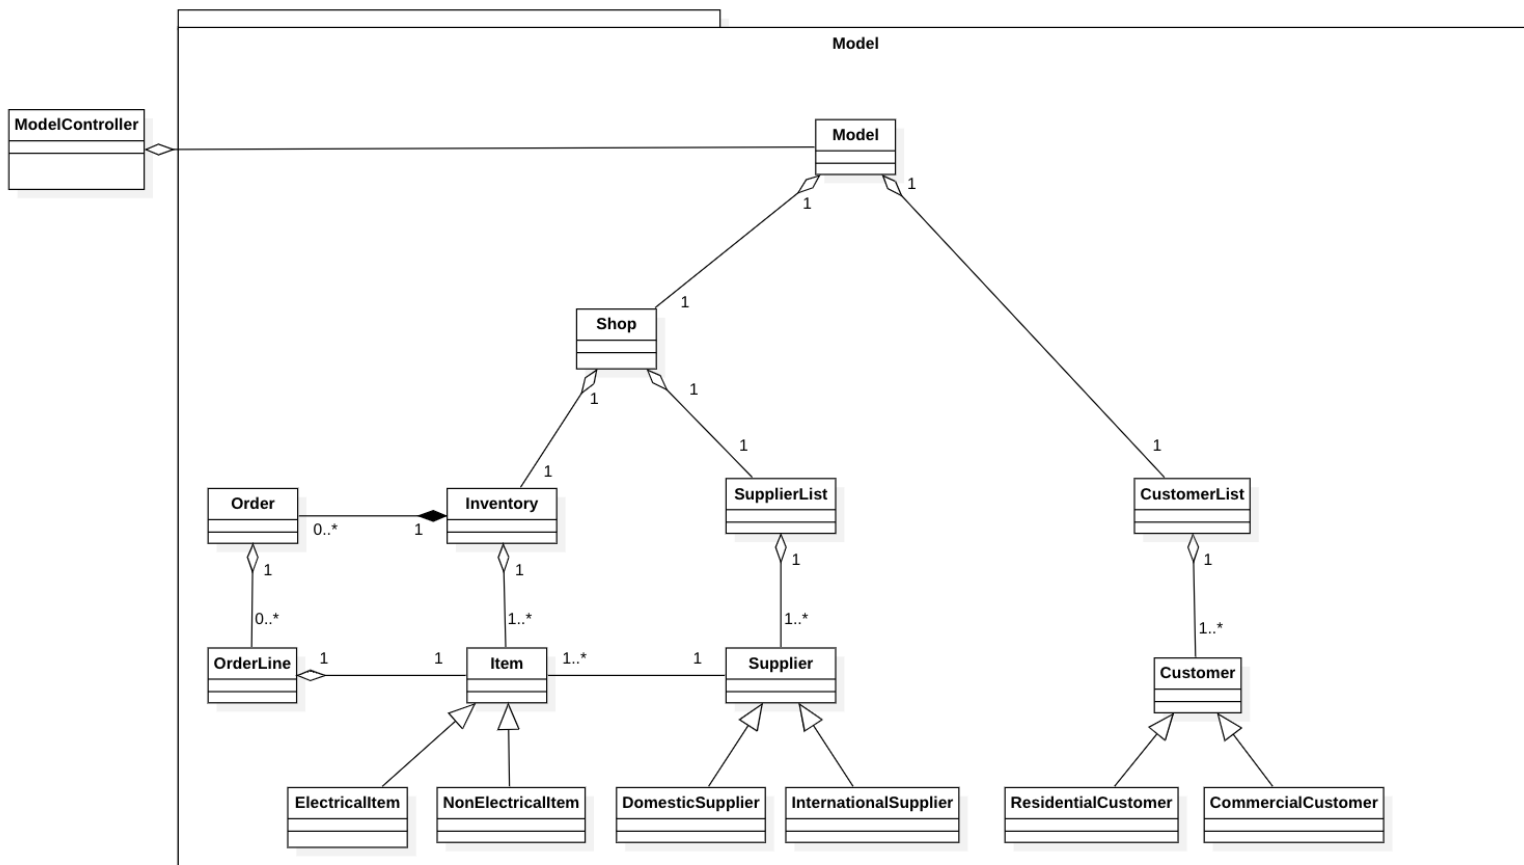 Model
ModelController
Model
1
1
1
Shop
1
1
1
1
1
1
Order
Inventory
SupplierList
CustomerList
0..*
1
1
1
1
1
0..*
1..*
1..*
1..*
OrderLine
1
1
Item
1..*
1
Supplier
Customer
ElectricalItem
NonElectricalItem
DomesticSupplier
InternationalSupplier
ResidentialCustomer
CommercialCustomer